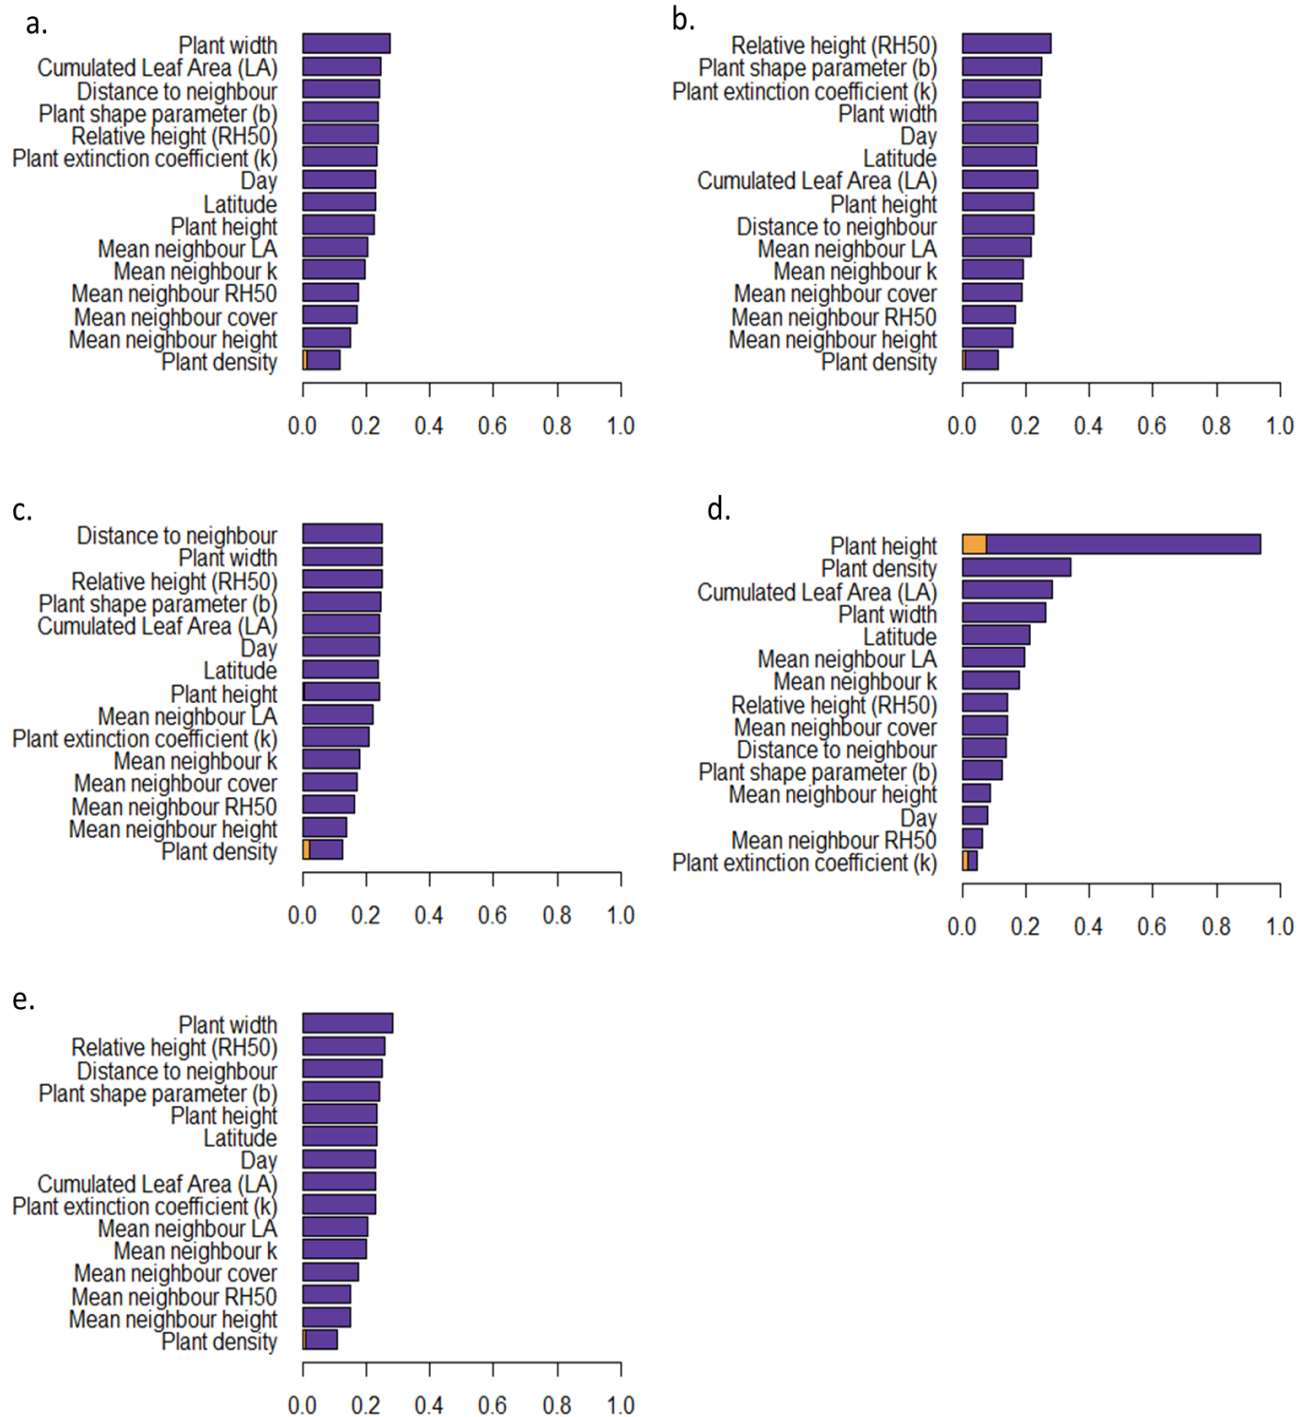 a.
Plant width
Cumulated Leaf Area (LA)
Distance to neighbour
Plant shape parameter (b)
Relative height (RH50)
Plant extinction coefficient (k)
Day
Latitude
Plant height
Mean neighbour LA
Mean neighbour k
Mean neighbour RH50
Mean neighbour cover
Mean neighbour height
Plant density
0.0 0.2 0.4 0.6 0.8 1.0
b.
Relative height (RH50)
Plant shape parameter (b)
Plant extinction coefficient (k)
Plant width
Day
Latitude
Cumulated Leaf Area (LA)
Plant height
Distance to neighbour
Mean neighbour LA
Mean neighbour k
Mean neighbour cover
Mean neighbour RH50
Mean neighbour height
Plant density
0.0 0.2 0.4 0.6 0.8 1.0
c.
Distance to neighbour
Plant width
Relative height (RH50)
Plant shape parameter (b)
Cumulated Leaf Area (LA)
Day
Latitude
Plant height
Mean neighbour LA
Plant extinction coefficient (k)
Mean neighbour k
Mean neighbour cover
Mean neighbour RH50
Mean neighbour height
Plant density
0.0 0.2 0.4 0.6 0.8 1.0
d.
Plant height
Plant density
Cumulated Leaf Area (LA)
Plant width
Latitude
Mean neighbour LA
Mean neighbour k
Relative height (RH50)
Mean neighbour cover
Distance to neighbour
Plant shape parameter (b)
Mean neighbour height
Day
Mean neighbour RH50
Plant extinction coefficient (k)
0.0 0.2 0.4 0.6 0.8 1.0
e.
Plant width
Relative height (RH50)
Distance to neighbour
Plant shape parameter (b)
Plant height
Latitude
Day
Cumulated Leaf Area (LA)
Plant extinction coefficient (k)
Mean neighbour LA
Mean neighbour k
Mean neighbour cover
Mean neighbour RH50
Mean neighbour height
Plant density
0.0 0.2 0.4 0.6 0.8 1.0